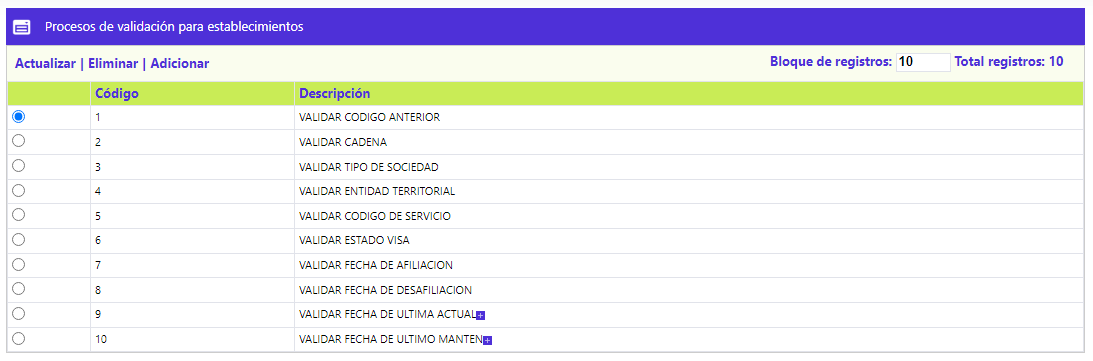 Procesos de validación para establecimientos
Actualizar | Eliminar | Adicionar Bloque de registros: 10 Total registros: 10
Código Descripción
1 VALIDAR CODIGO ANTERIOR
2 VALIDAR CADENA
3 VALIDAR TIPO DE SOCIEDAD
4 VALIDAR ENTIDAD TERRITORIAL
5 VALIDAR CODIGO DE SERVICIO
6 VALIDAR ESTADO VISA
7 VALIDAR FECHA DE AFILIACION
8 VALIDAR FECHA DE DESAFILIACION
9 VALIDAR FECHA DE ULTIMA ACTUAL+
10 VALIDAR FECHA DE ULTIMO MANTEN+